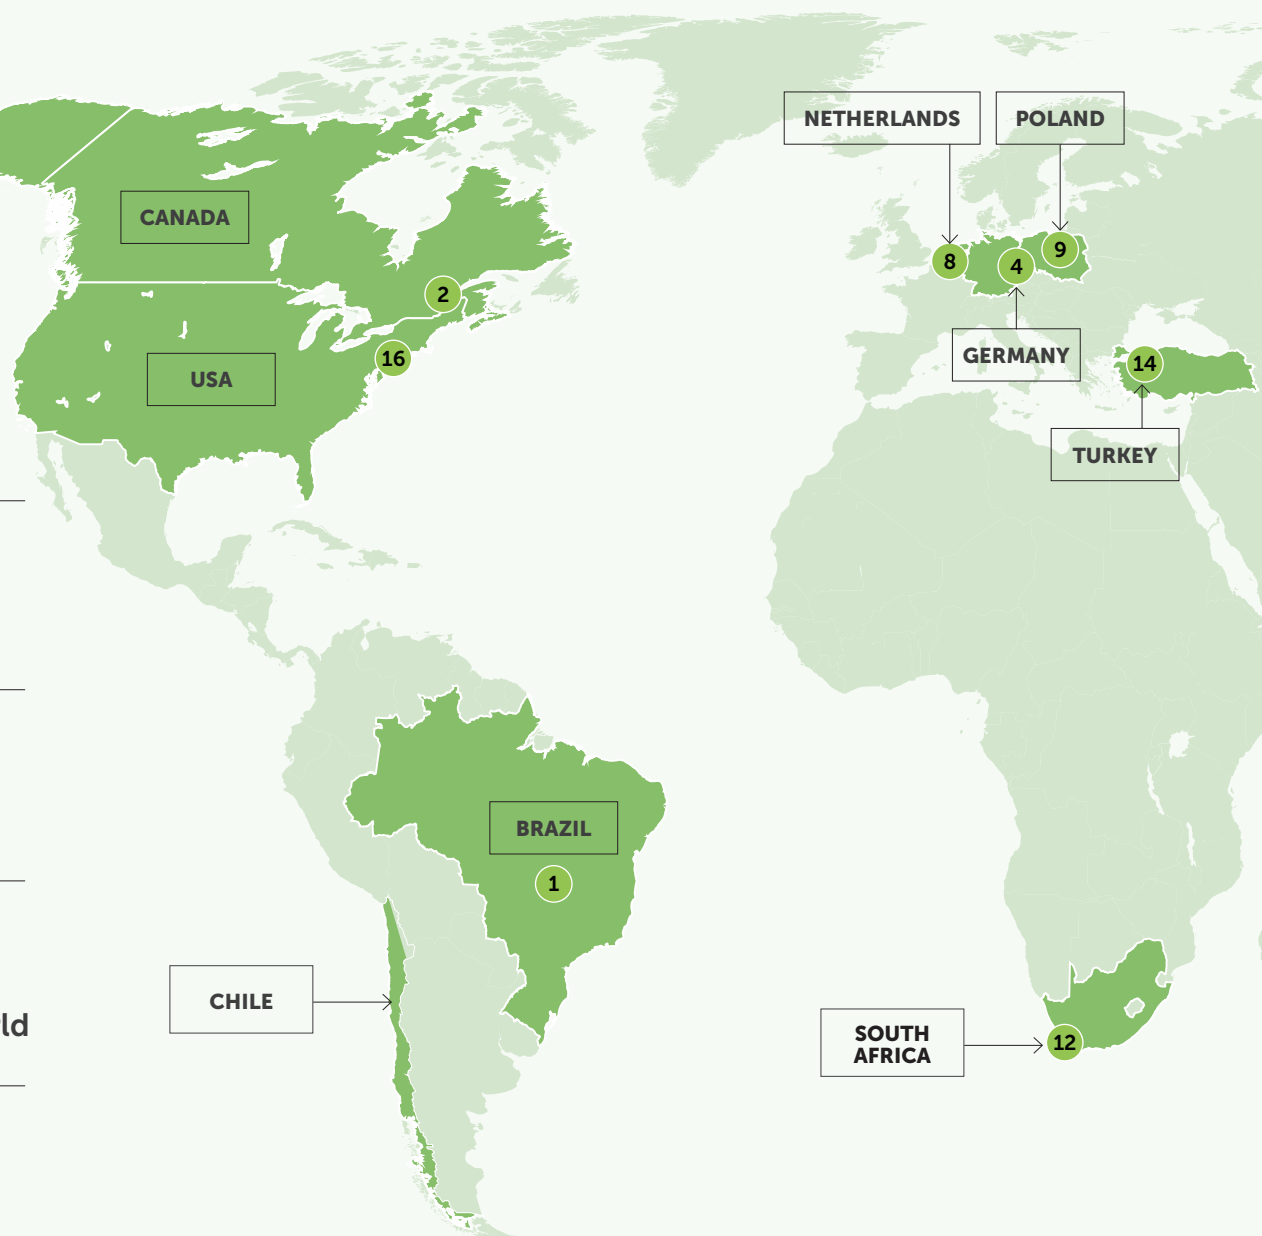 NETHERLANDS
POLAND
CANADA
8
4
9
2
16
USA
GERMANY
14
TURKEY
BRAZIL
1
CHILE
ld
SOUTH
AFRICA
12